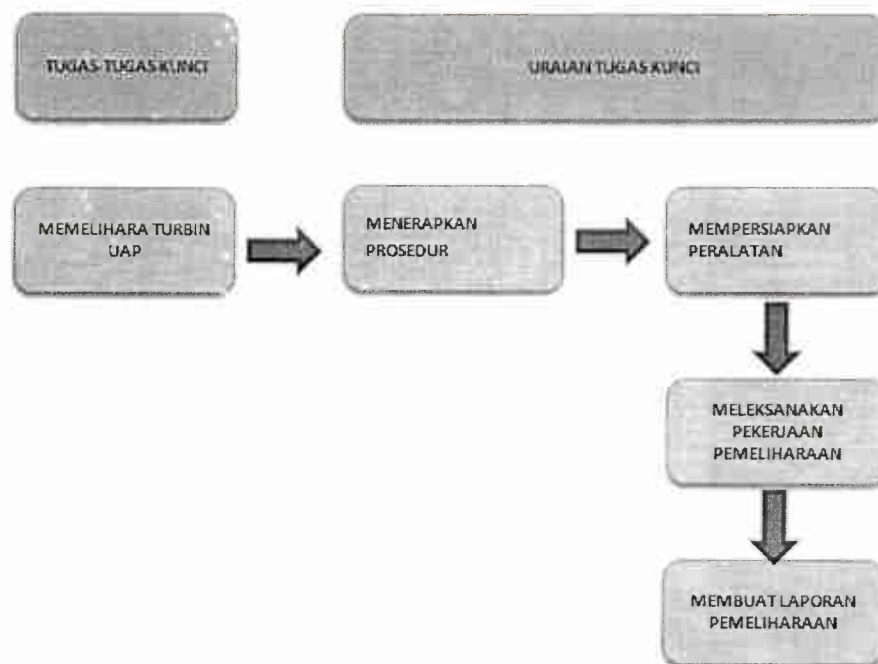 TUGAS-TUGAS KUNCI
URAIAN TUGAS KUNCI
MEMELIHARA TURBIN
UAP
MENERAPKAN
PROSEDUR
MEMPERSIAPKAN
PERALATAN
MELEKSANAKAN
PEKERJAAN
PEMELIHARAAN
MEMBUAT LAPORAN
PEMELIHARAAN